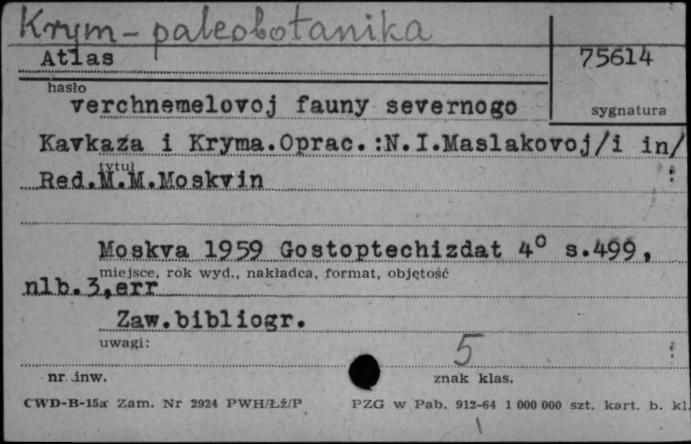 Krym - paleobotanika
Atlas 75614
hasło
verchnemelovoj fauny severnogo sygnatura
Kavkaza i Kryma.Oprac.:N.I.Maslakovoj/i in/
tytuł
Red.M.M.Moskvin
Moskva 1959 Gostoptechizdat 4° s.499,
miejsce, rok wyd., nakładca, format, objętość
nlb.3,err
Zaw.bibliogr.
uwagi: 5
nr inw. znak klas.
CWD-B-15a Zam. Nr 2924 PWH/Łź/P PZG w Pab. 912-64 1 000 000 szt. kart. b. kl.